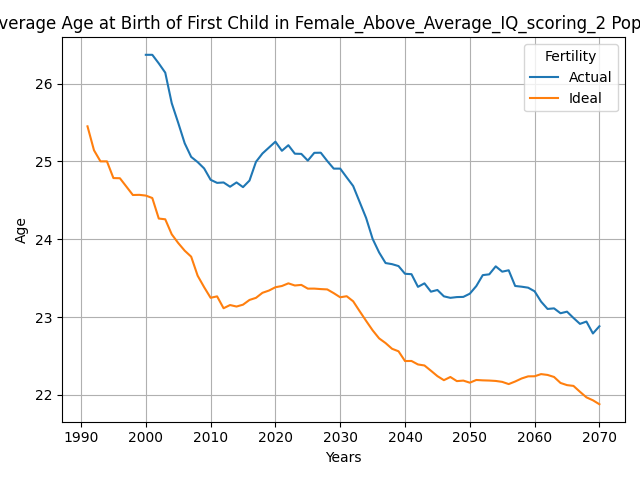 verage Age at Birth of First Child in Female_Above_Average_IQ_scoring_2 Pop
Fertility
Actual
Ideal
26
25
24
23
22
Age
1990 2000 2010 2020 2030 2040 2050 2060 2070
Years